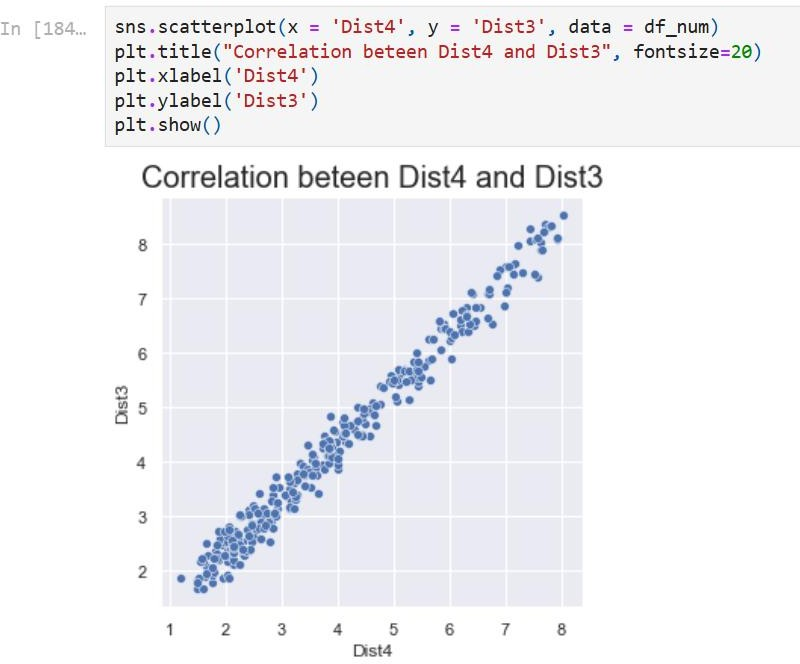 In [184…
sns.scatterplot(x = 'Dist4', y = 'Dist3', data = df_num)
plt.title("Correlation beteen Dist4 and Dist3", fontsize=20)
plt.xlabel('Dist4')
plt.ylabel('Dist3')
plt.show()
Correlation beteen Dist4 and Dist3
8
7
6
5
4
3
2
Dist3
1 2 3 4 5 6 7 8
Dist4